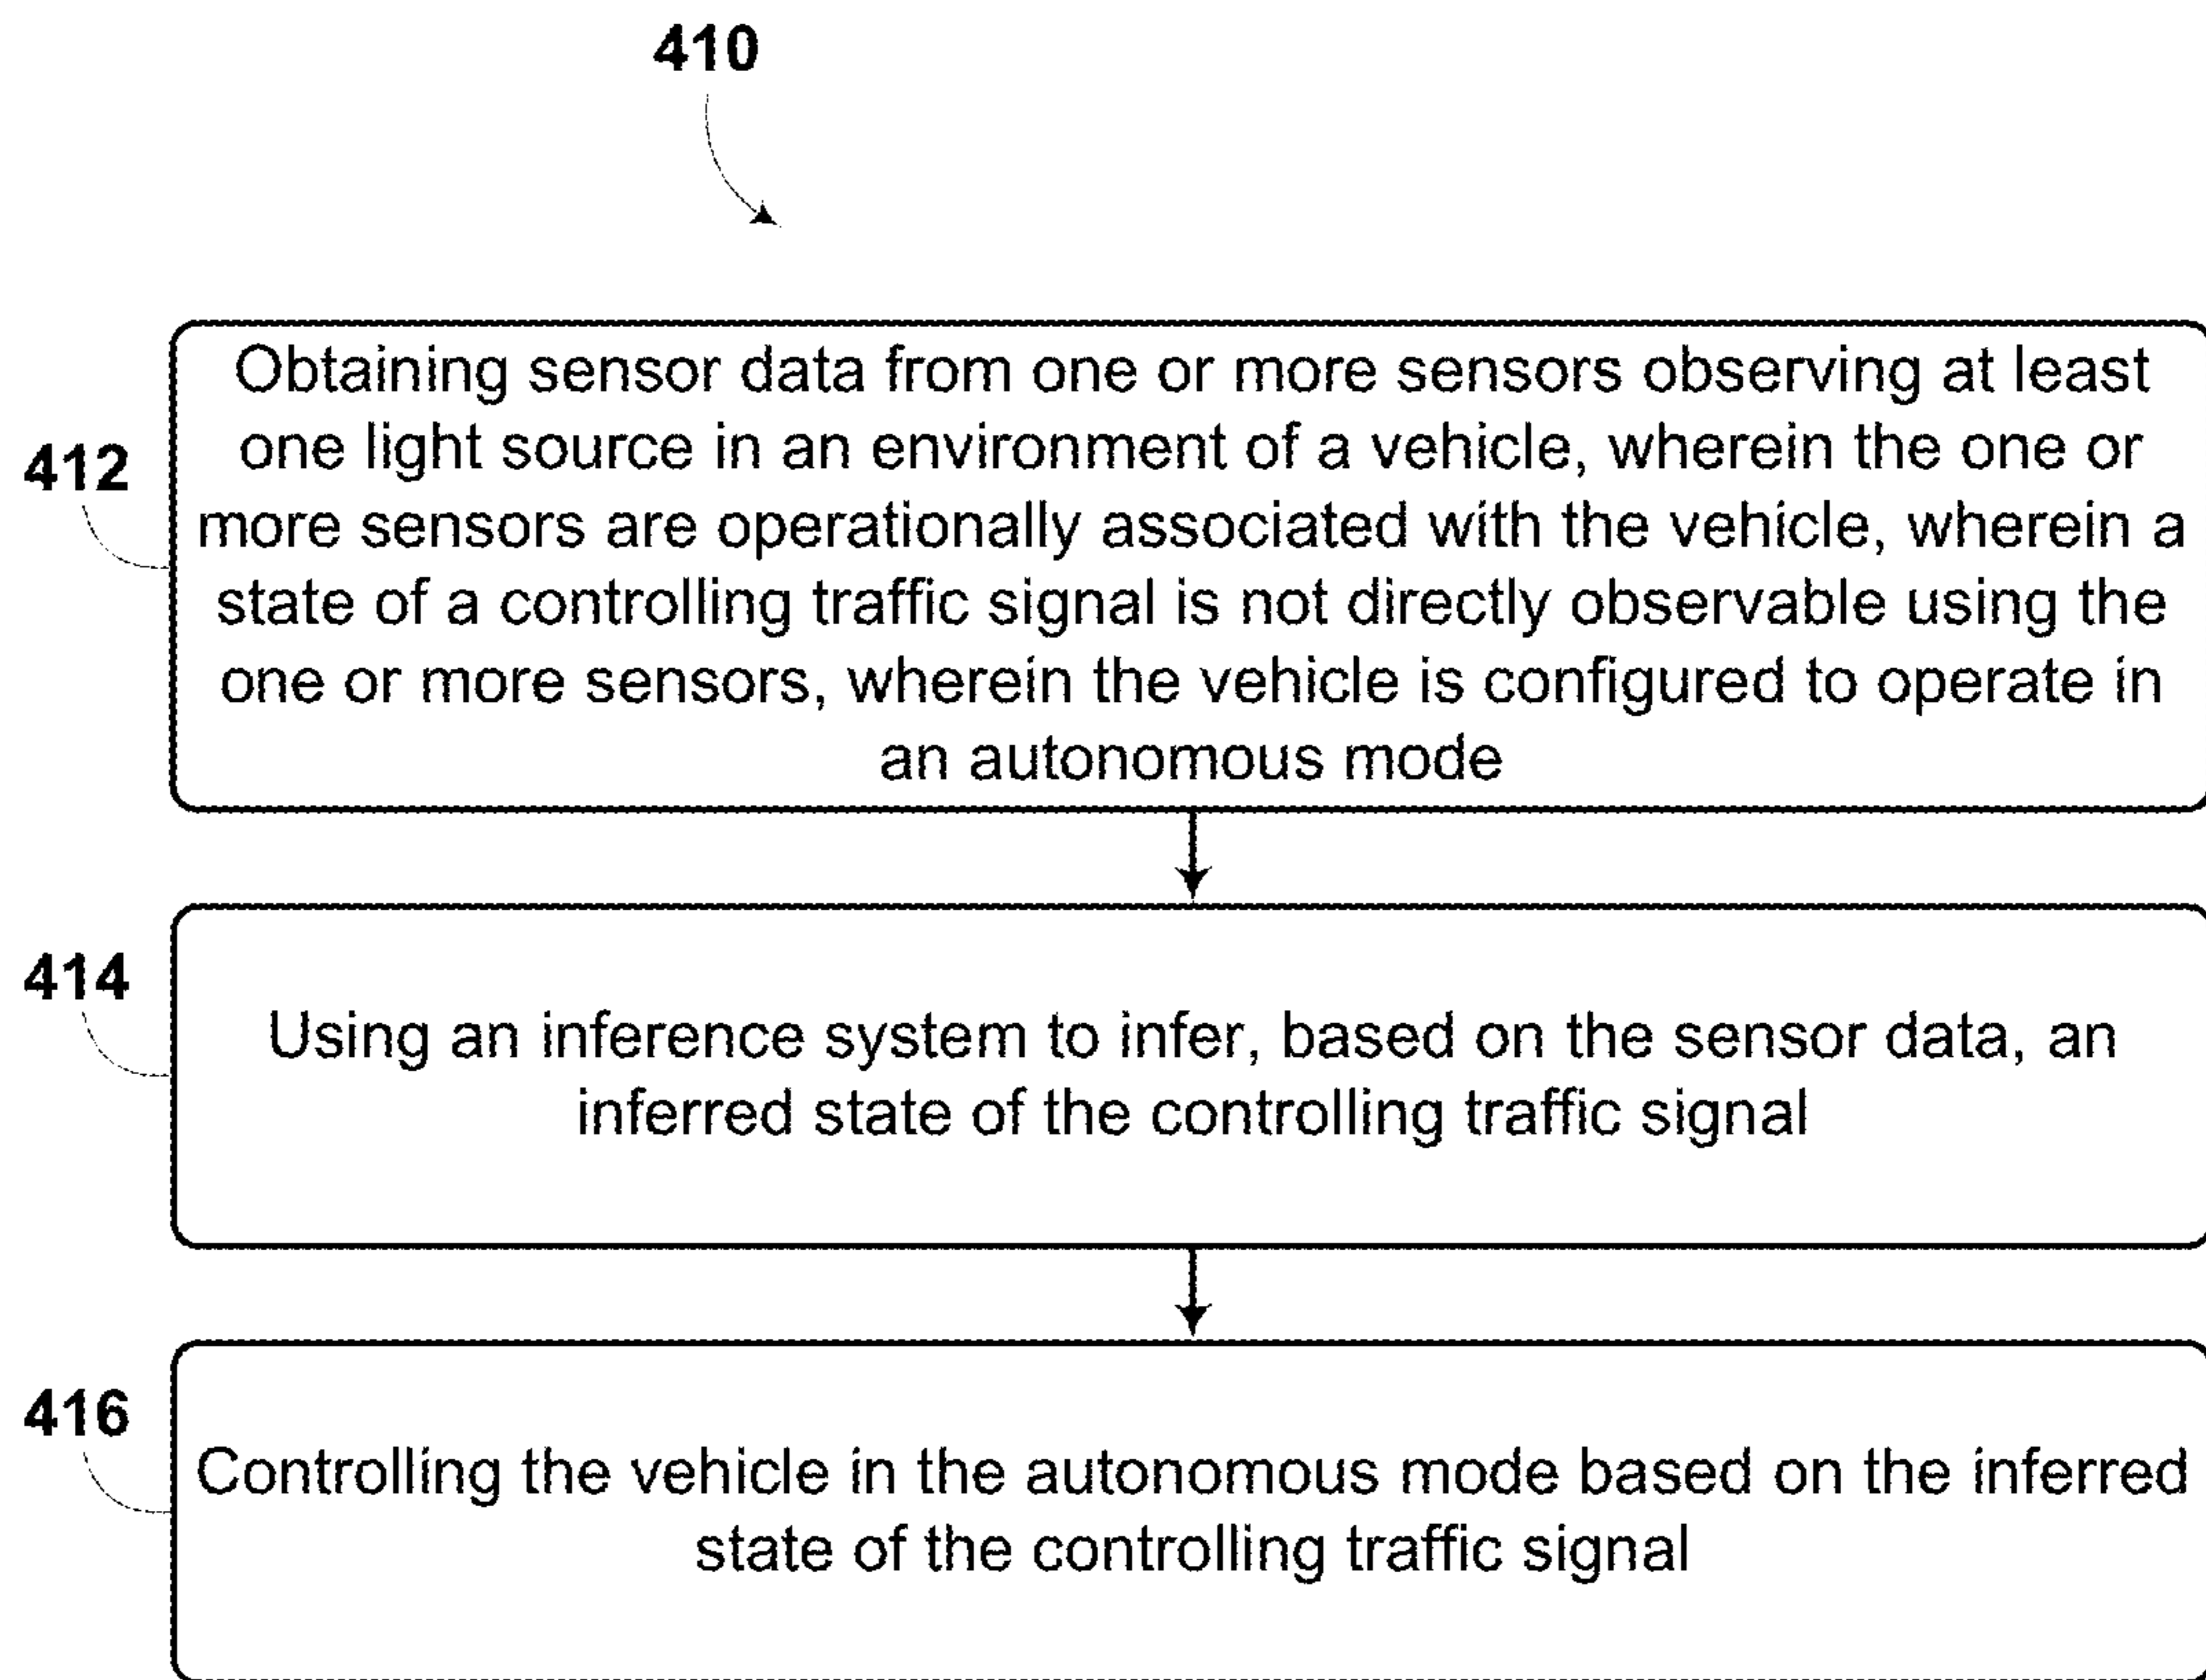 410
412
Obtaining sensor data from one or more sensors observing at least
one light source in an environment of a vehicle, wherein the one or
more sensors are operationally associated with the vehicle, wherein a
state of a controlling traffic signal is not directly observable using the
one or more sensors, wherein the vehicle is configured to operate in
an autonomous mode
414
Using an inference system to infer, based on the sensor data, an
inferred state of the controlling traffic signal
416
Controlling the vehicle in the autonomous mode based on the inferred
state of the controlling traffic signal